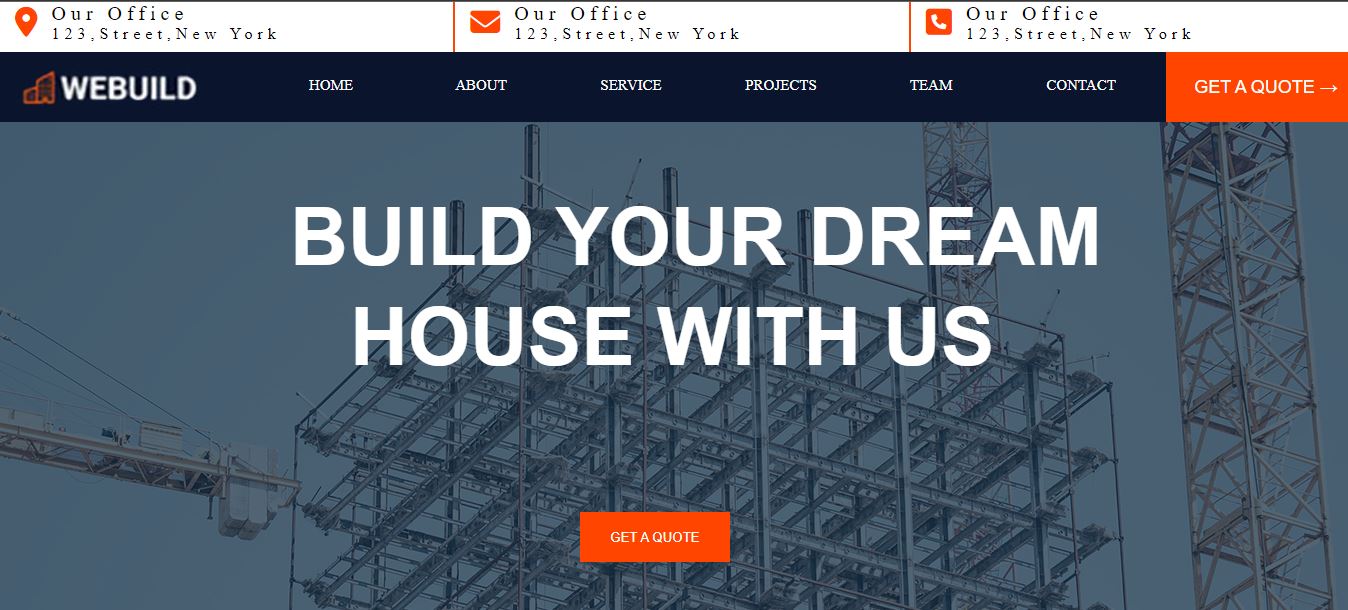 Our Office
123,Street,New York
Our Office
123,Street,New York
Our Office
123,Street,New York
WEBUILD
HOME
ABOUT
SERVICE
PROJECTS
TEAM
CONTACT
GET A QUOTE →
BUILD YOUR DREAM
HOUSE WITH US
GET A QUOTE